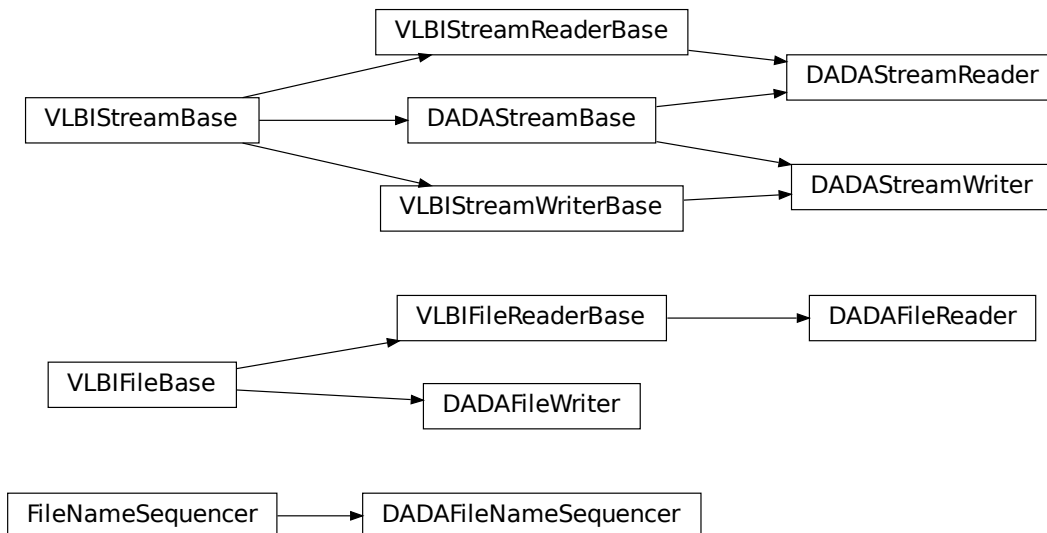 VLBIStreamReaderBase
DADAStreamReader
VLBIStreamBase
DADAStreamBase
DADAStreamWriter
VLBIStreamWriterBase
VLBIFileReaderBase
DADAFileReader
VLBIFileBase
DADAFileWriter
FileNameSequencer
DADAFileNameSequencer